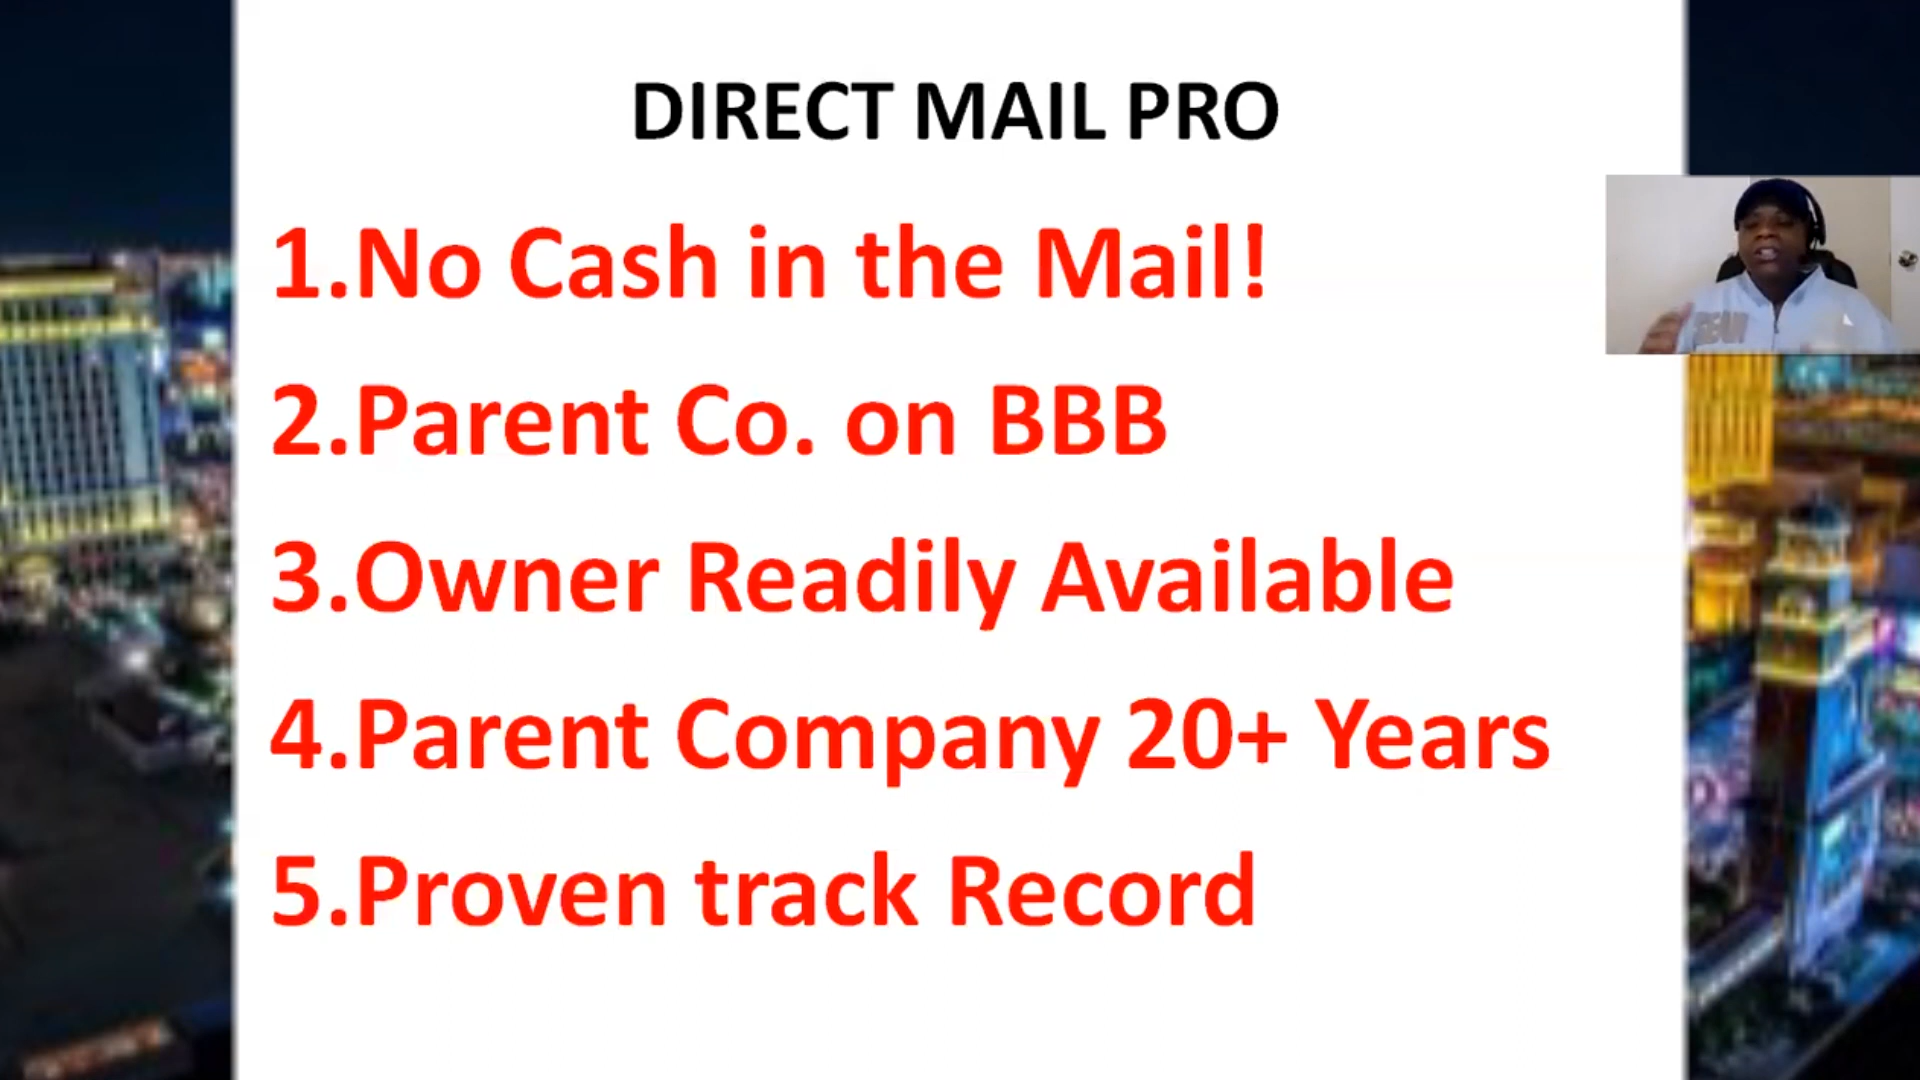 DIRECT MAIL PRO
1.No Cash in the Mail!
2.Parent Co. on BBB
3.Owner Readily Available
4.Parent Company 20+ Years
5.Proven track Record